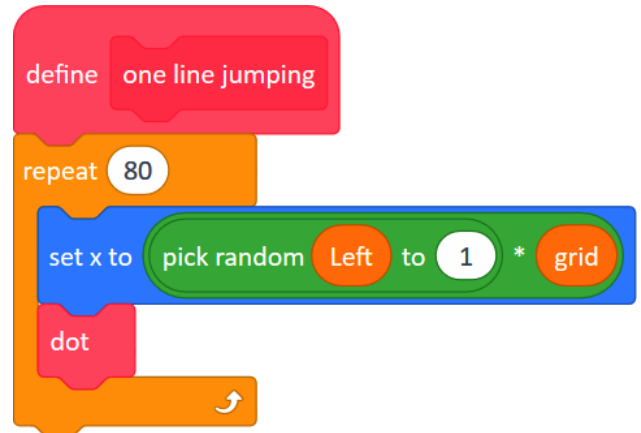 define one line jumping
repeat 80
set x to pick random Left to 1 * grid
dot